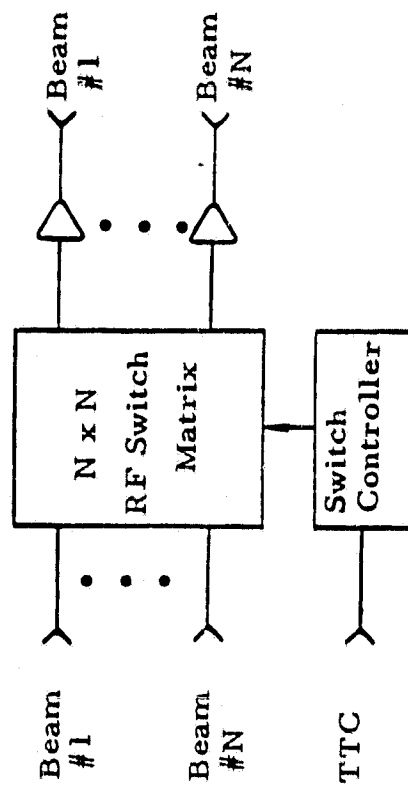 Beam
#1
Beam
#N
TTC
N x N
RF Switch
Matrix
Switch
Controller
Beam
#1
Beam
#N